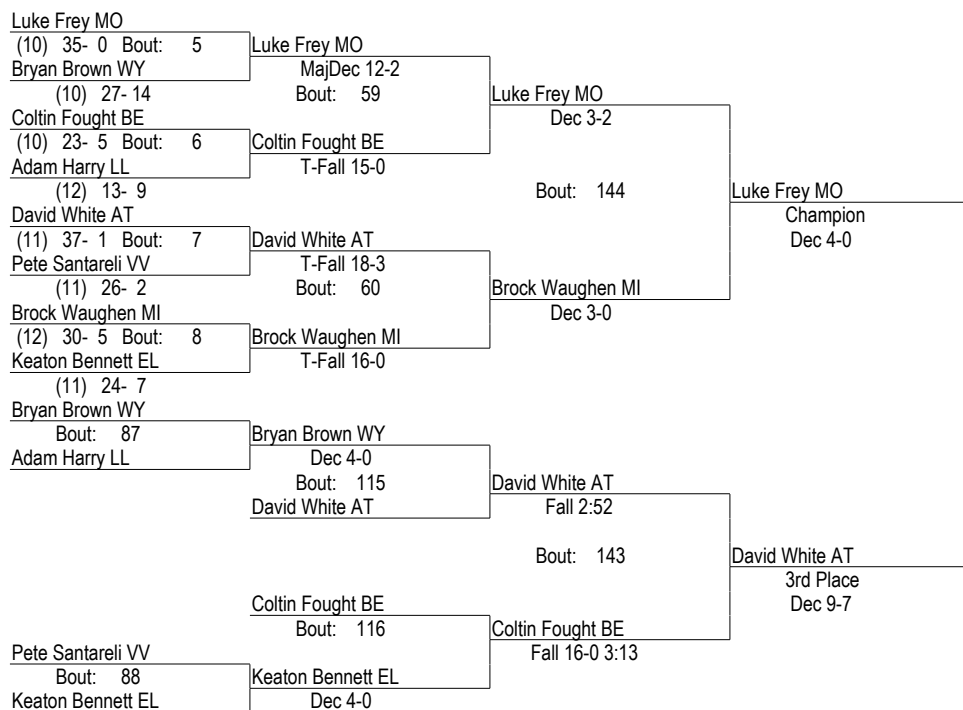 Luke Frey MO
(10) 35- 0 Bout: 5
Luke Frey MO
Bryan Brown WY
MajDec 12-2
(10) 27- 14
Bout: 59
Luke Frey MO
Coltin Fought BE
Dec 3-2
(10) 23- 5 Bout: 6
Coltin Fought BE
Adam Harry LL
T-Fall 15-0
(12) 13- 9
Bout: 144
Luke Frey MO
David White AT
Champion
(11) 37- 1 Bout: 7
David White AT
Dec 4-0
Pete Santareli VV
T-Fall 18-3
(11) 26- 2
Bout: 60
Brock Waughen MI
Brock Waughen MI
Dec 3-0
(12) 30- 5 Bout: 8
Brock Waughen MI
Keaton Bennett EL
T-Fall 16-0
(11) 24- 7
Bryan Brown WY
Bout: 87
Bryan Brown WY
Adam Harry LL
Dec 4-0
Bout: 115
David White AT
David White AT
Fall 2:52
Bout: 143
David White AT
3rd Place
Coltin Fought BE
Dec 9-7
Bout: 116
Coltin Fought BE
Pete Santareli VV
Fall 16-0 3:13
Bout: 88
Keaton Bennett EL
Keaton Bennett EL
Dec 4-0